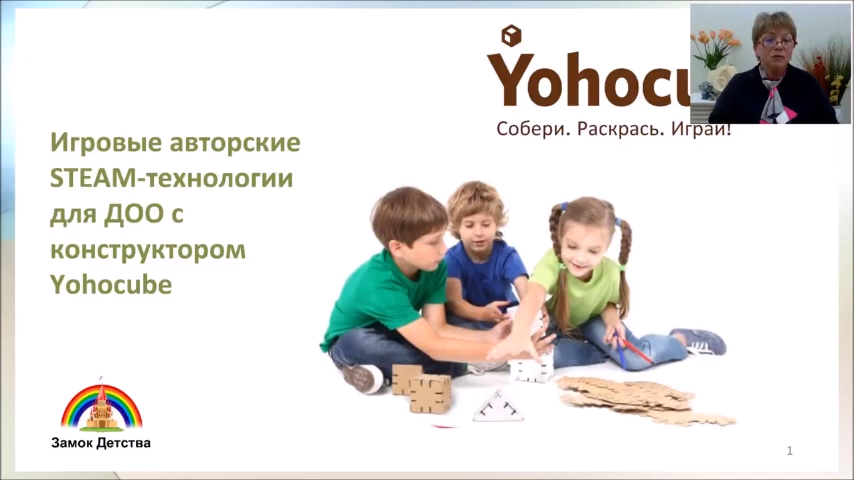 Yohocu
Собери. Раскрась. Играй!
Игровые авторские
STEAM-технологии
для ДОО с
конструктором
Yohocube
Замок Детства
1